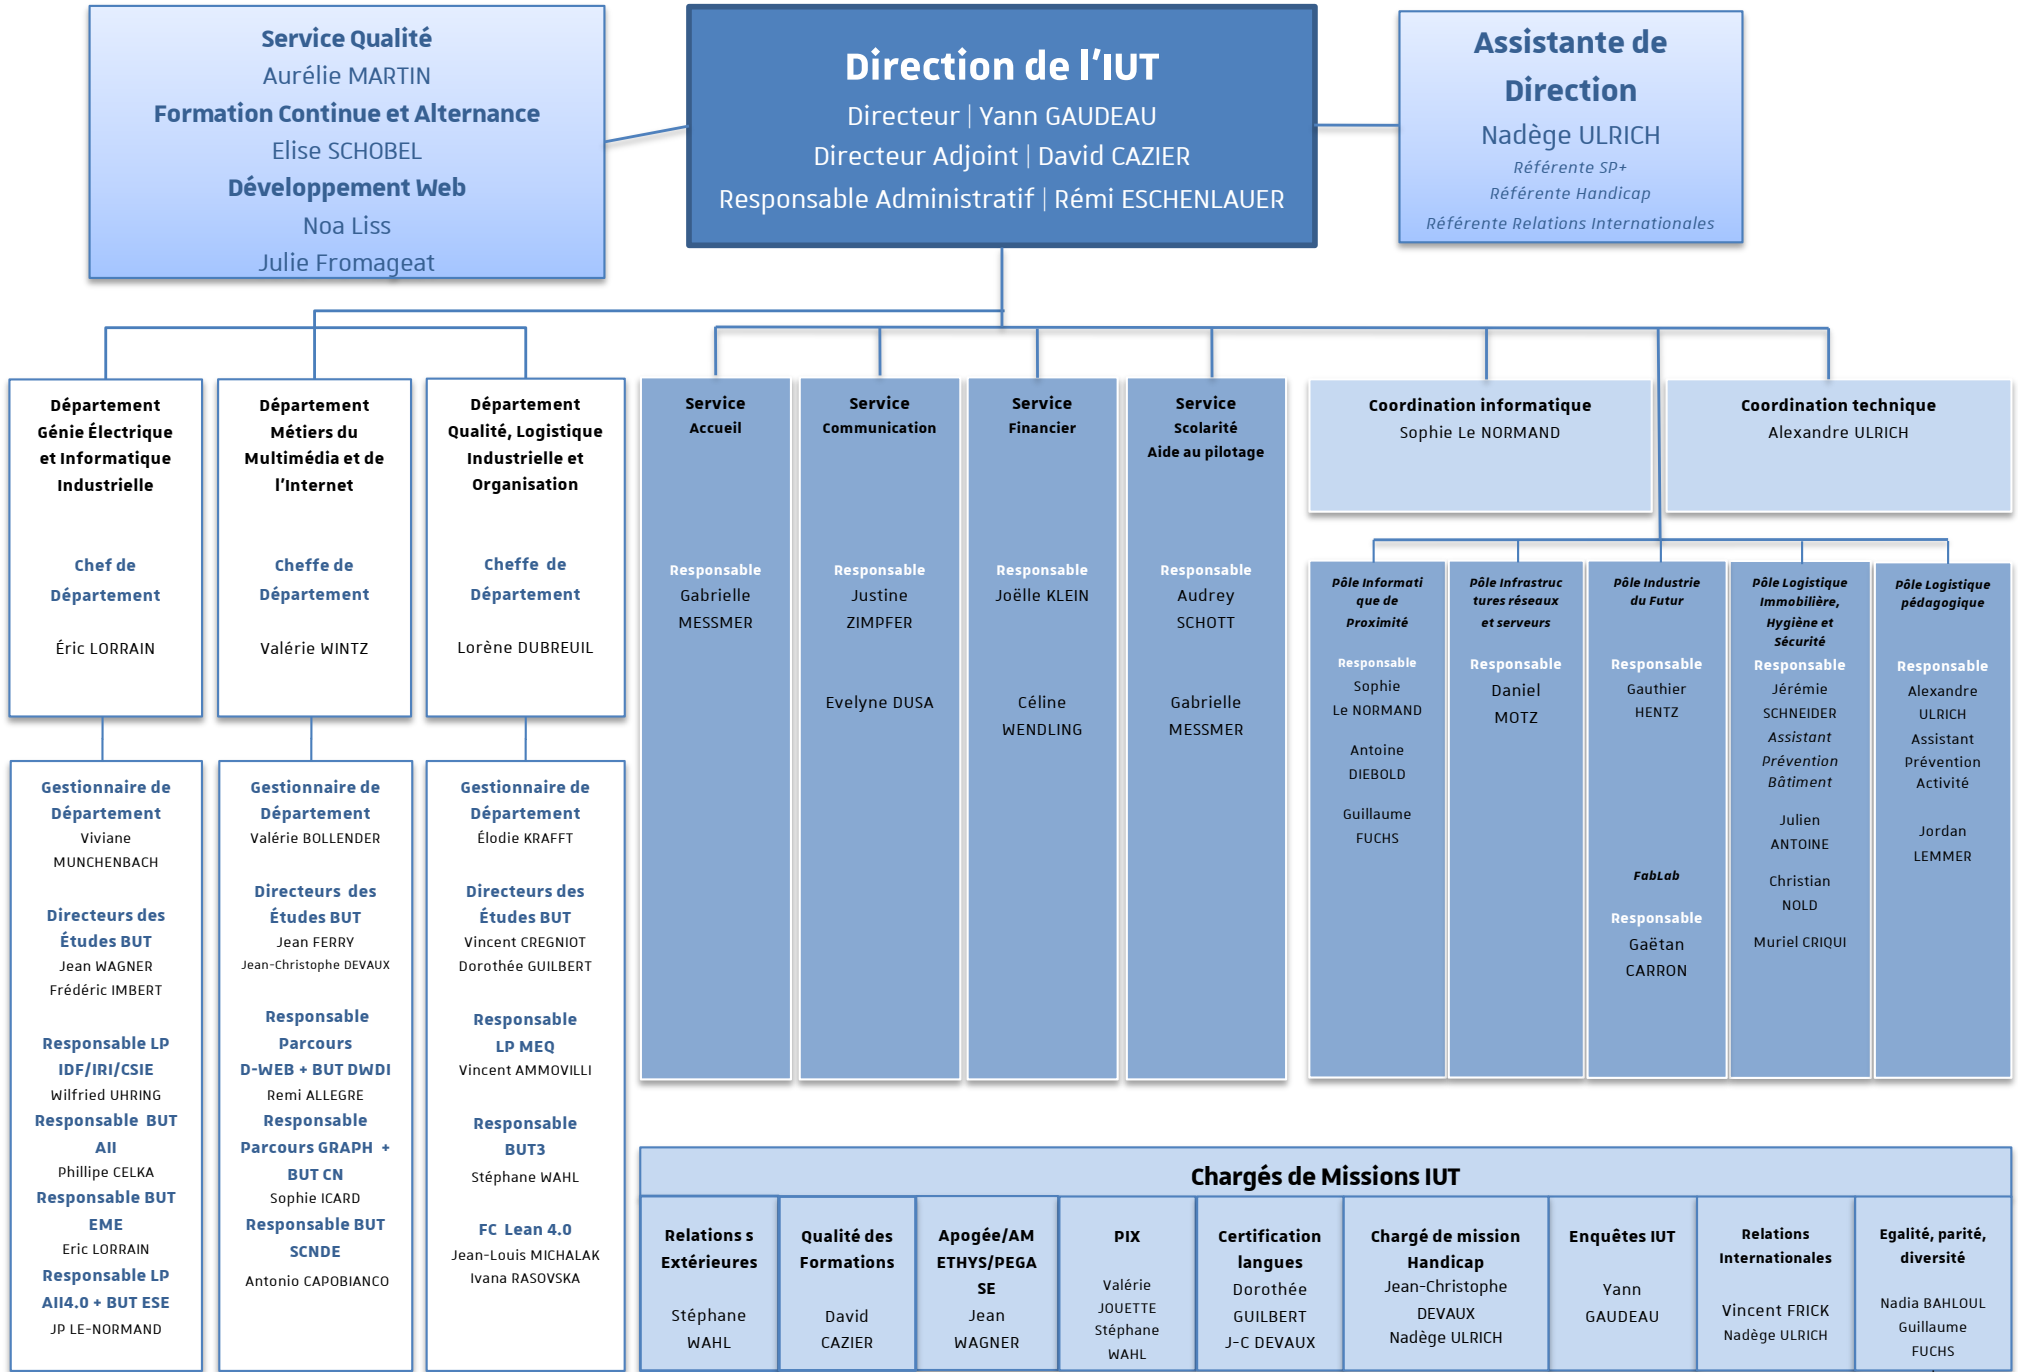 Service Qualité
Aurélie MARTIN
Formation Continue et Alternance
Elise SCHOBEL
Développement Web
Noa Liss
Julie Fromageat
Direction de l'IUT
Directeur | Yann GAUDEAU
Directeur Adjoint | David CAZIER
Responsable Administratif | Rémi ESCHENLAUER
Assistante de
Direction
Nadège ULRICH
Référente SP+
Référente Handicap
Référente Relations Internationales
Département
Génie Électrique
et Informatique
Industrielle
Chef de
Département
Éric LORRAIN
Département
Métiers du
Multimédia et de
l'Internet
Cheffe de
Département
Valérie WINTZ
Département
Qualité, Logistique
Industrielle et
Organisation
Cheffe de
Département
Lorène DUBREUIL
Gestionnaire de
Département
Viviane
MUNCHENBACH
Directeurs des
Études BUT
Jean WAGNER
Frédéric IMBERT
Responsable LP
IDF/IRI/CSIE
Wilfried UHRING
Responsable BUT
AII
Phillipe CELKA
Responsable BUT
EME
Eric LORRAIN
Responsable LP
AII4.0 + BUT ESE
JP LE-NORMAND
Gestionnaire de
Département
Valérie BOLLENDER
Directeurs des
Études BUT
Jean FERRY
Jean-Christophe DEVAUX
Responsable
Parcours
D-WEB + BUT DWDI
Remi ALLEGRE
Responsable
Parcours GRAPH +
BUT CN
Sophie ICARD
Responsable BUT
SCNDE
Antonio CAPOBIANCO
Gestionnaire de
Département
Élodie KRAFFT
Directeurs des
Études BUT
Vincent CREGNIOT
Dorothée GUILBERT
Responsable
LP MEQ
Vincent AMMOVILLI
Responsable
BUT3
Stéphane WAHL
FC Lean 4.0
Jean-Louis MICHALAK
Ivana RASOVSKA
Service
Accueil
Responsable
Gabrielle
MESSMER
Service
Communication
Responsable
Justine
ZIMPFER
Evelyne DUSA
Service
Financier
Responsable
Joëlle KLEIN
Céline
WENDLING
Service
Scolarité
Aide au pilotage
Responsable
Audrey
SCHOTT
Gabrielle
MESSMER
Coordination informatique
Sophie Le NORMAND
Coordination technique
Alexandre ULRICH
Pôle Informati
que de
Proximité
Responsable
Sophie
Le NORMAND
Antoine
DIEBOLD
Guillaume
FUCHS
Pôle Infrastruc
tures réseaux
et serveurs
Responsable
Daniel
MOTZ
Pôle Industrie
du Futur
Responsable
Gauthier
HENTZ
FabLab
Responsable
Gaëtan
CARRON
Pôle Logistique
Immobilière,
Hygiène et
Sécurité
Responsable
Jérémie
SCHNEIDER
Assistant
Prévention
Bâtiment
Julien
ANTOINE
Christian
NOLD
Muriel CRIQUI
Pôle Logistique
pédagogique
Responsable
Alexandre
ULRICH
Assistant
Prévention
Activité
Jordan
LEMMER
Chargés de Missions IUT
Relations s
Extérieures
Stéphane
WAHL
Qualité des
Formations
David
CAZIER
Apogée/AM
ETHYS/PEGA
SE
Jean
WAGNER
PIX
Valérie
JOUETTE
Stéphane
WAHL
Certification
langues
Dorothée
GUILBERT
J-C DEVAUX
Chargé de mission
Handicap
Jean-Christophe
DEVAUX
Nadège ULRICH
Enquêtes IUT
Yann
GAUDEAU
Relations
Internationales
Vincent FRICK
Nadège ULRICH
Egalité, parité,
diversité
Nadia BAHLOUL
Guillaume
FUCHS